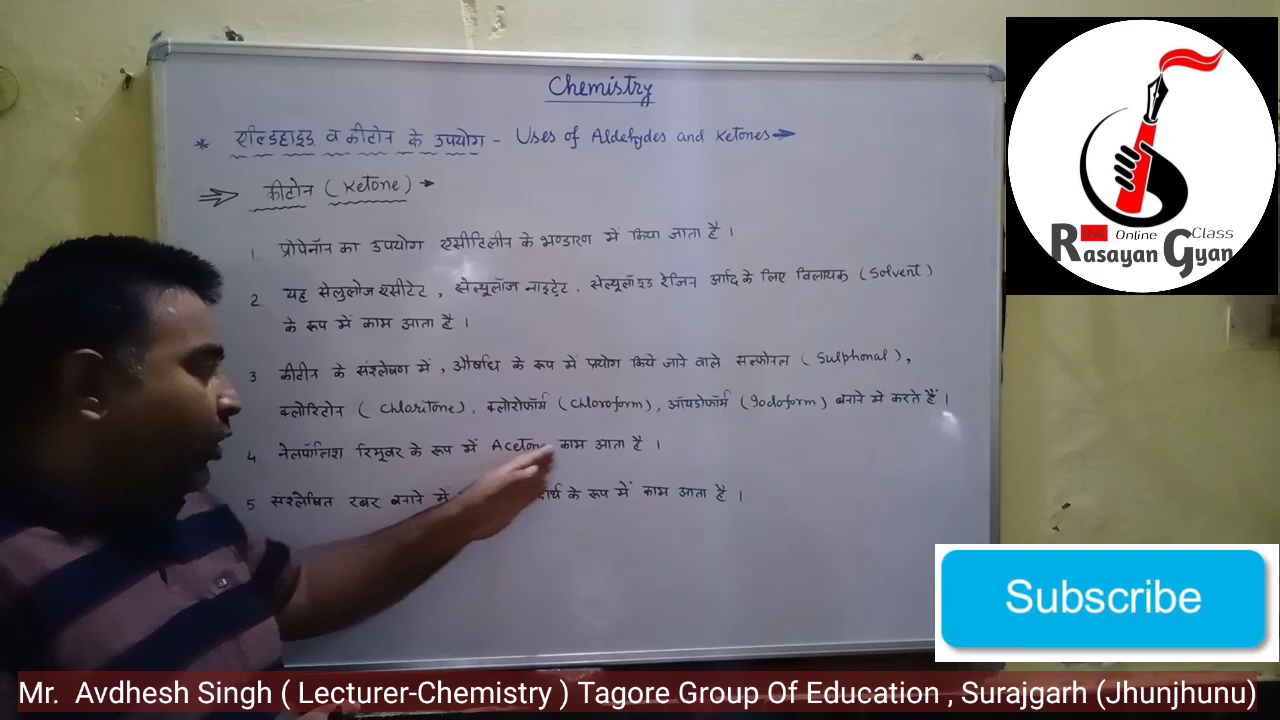 Chemistry
* एल्डिहाइड व कीटोन के उपयोग - Uses of Aldehydes and Ketones →
⇒ कीटोन ( Ketone ) →
1. प्रोपेनॉन का उपयोग एसीटिलीन के भण्डारण में किया जाता है ।
2. यह सेलुलोज एसीटेट , सेल्यूलॉज नाइट्रेट , सेल्यूलॉइड रेजिन आदि के लिए विलायक (Solvent)
के रूप में काम आता है ।
3. कीटीन के संश्लेषण में , औषधि के रूप में प्रयोग किये जाने वाले सल्फोनल ( Sulphonal ) ,
क्लोरिटोन ( Chloritone ) , क्लोरोफॉर्म ( Chloroform ) , आयडोफॉर्म ( Iodoform ) बनाने में करते हैं ।
4. नेलपॉलिश रिमूवर के रूप में Acetone काम आता है ।
5. संश्लेषित रबर बनाने में के रूप में काम आता है ।
Live Online Class
Rasayan Gyan
Subscribe
Mr. Avdhesh Singh ( Lecturer-Chemistry ) Tagore Group Of Education , Surajgarh (Jhunjhunu)